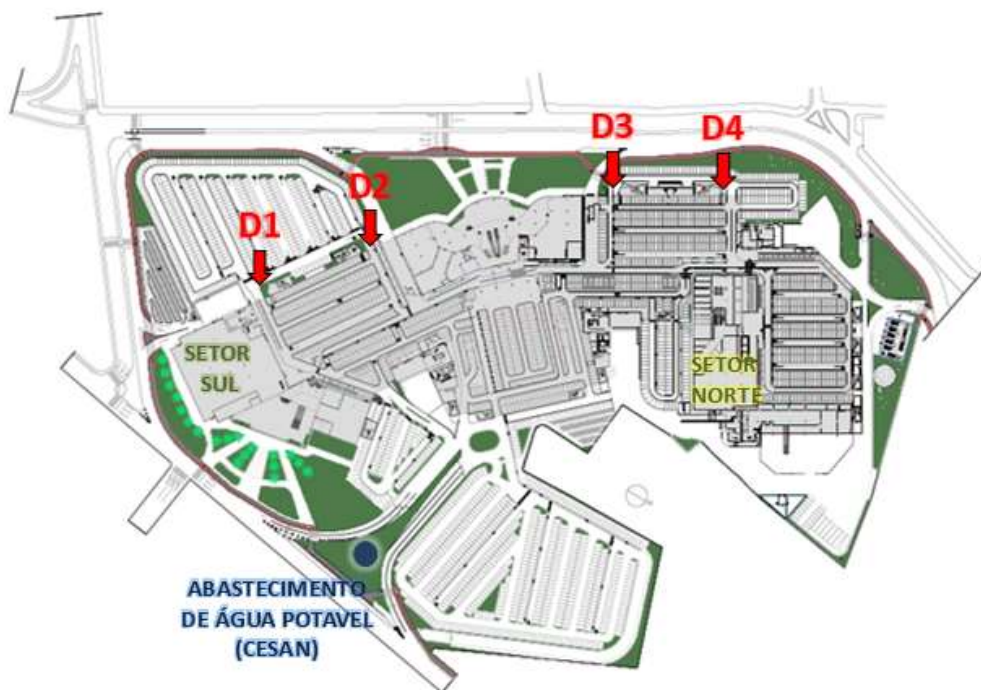 D3
D4
D2
D1
SETOR
SUL
SETOR
NORTE
ABASTECIMENTO
DE ÁGUA POTAVEL
(CESAN)